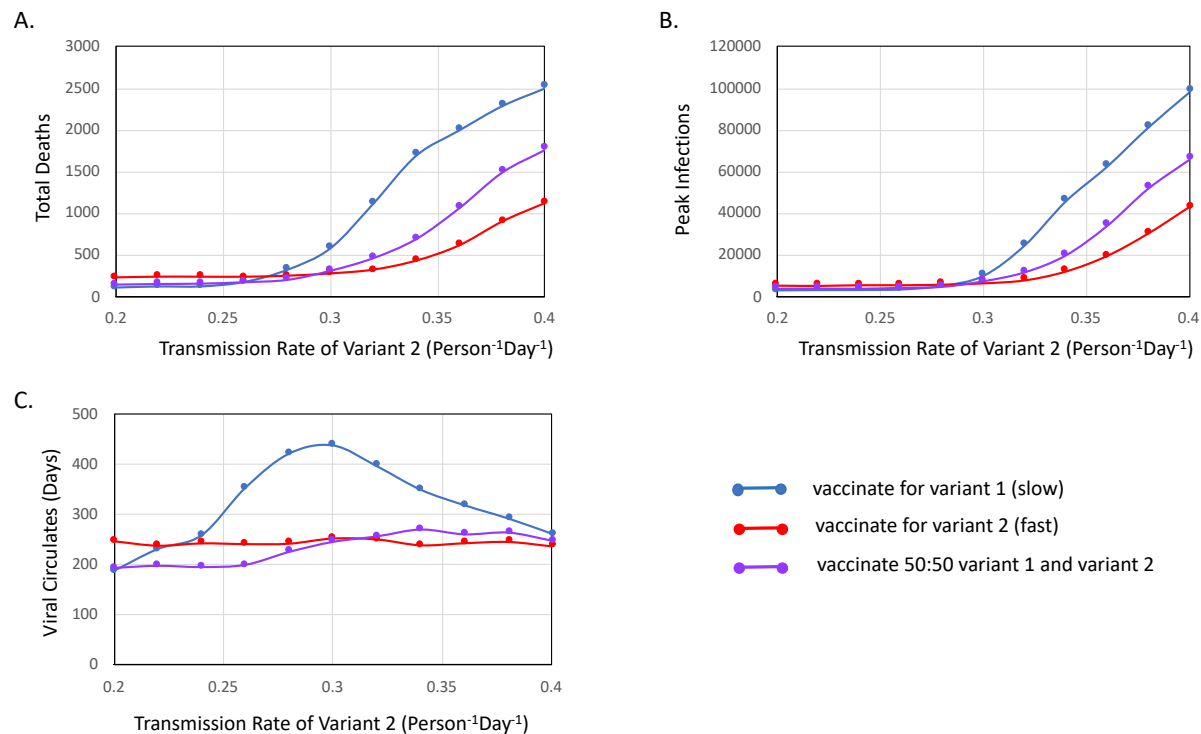 A.
3000
2500
2000
1500
1000
500
0
Total Deaths
0.2 0.25 0.3 0.35 0.4
Transmission Rate of Variant 2 (Person⁻¹Day⁻¹)
B.
120000
100000
80000
60000
40000
20000
0
Peak Infections
0.2 0.25 0.3 0.35 0.4
Transmission Rate of Variant 2 (Person⁻¹Day⁻¹)
C.
500
400
300
200
100
0
Viral Circulates (Days)
0.2 0.25 0.3 0.35 0.4
Transmission Rate of Variant 2 (Person⁻¹Day⁻¹)
vaccinate for variant 1 (slow)
vaccinate for variant 2 (fast)
vaccinate 50:50 variant 1 and variant 2